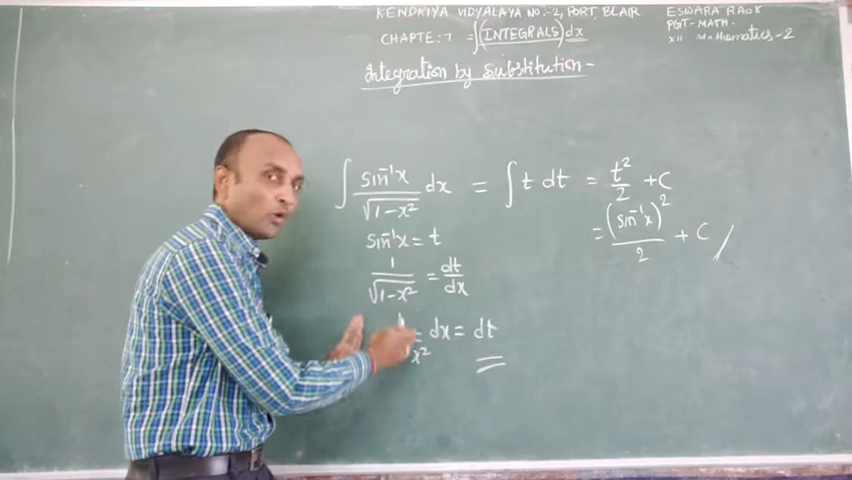 KENDRIYA VIDYALAYA NO:-2, PORT, BLAIR
CHAPTE:7 = ∫(INTEGRALS)dx
ESWARA RAO K
PGT-MATH.
XII Mathematics-2
Integration by Substitution-
∫ sin⁻¹x / √(1-x²) dx = ∫ t dt = t²/2 + C
= (sin⁻¹x)²/2 + C /
sin⁻¹x = t
1/√(1-x²) = dt/dx
dx = dt
x²